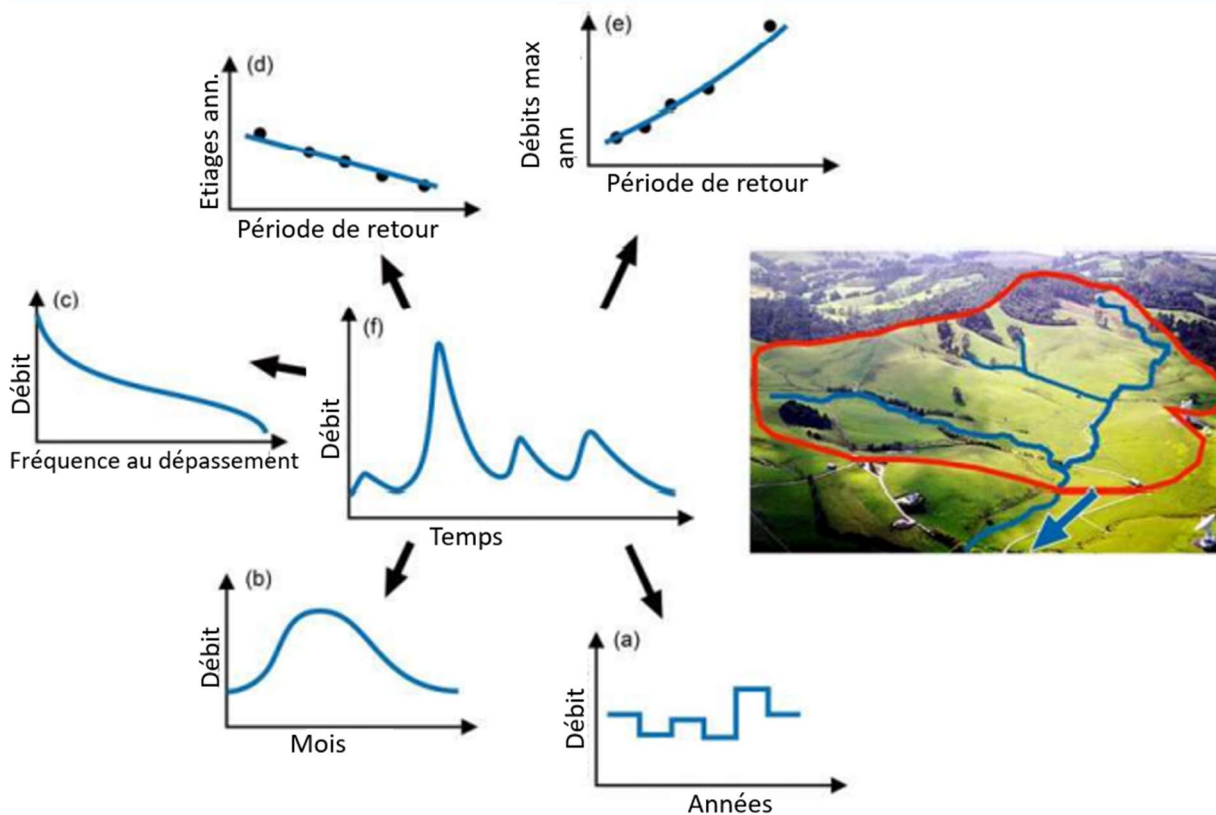 (d)
Etiages ann.
Période de retour
(e)
Débits max
ann
Période de retour
(c)
Débit
Fréquence au dépassement
(f)
Débit
Temps
(b)
Débit
Mois
(a)
Débit
Années